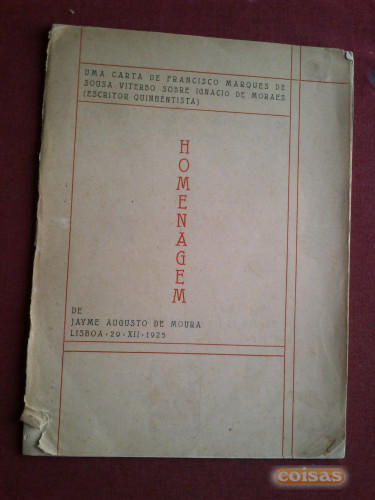 UMA CARTA DE FRANCISCO MARQUES DE
SOUSA VITERBO SOBRE IGNACIO DE MORAES
(ESCRITOR QUINHENTISTA)
HOMENAGEM
DE
JAYME AUGUSTO DE MOURA
LISBOA · 29 · XII · 1925
coisas